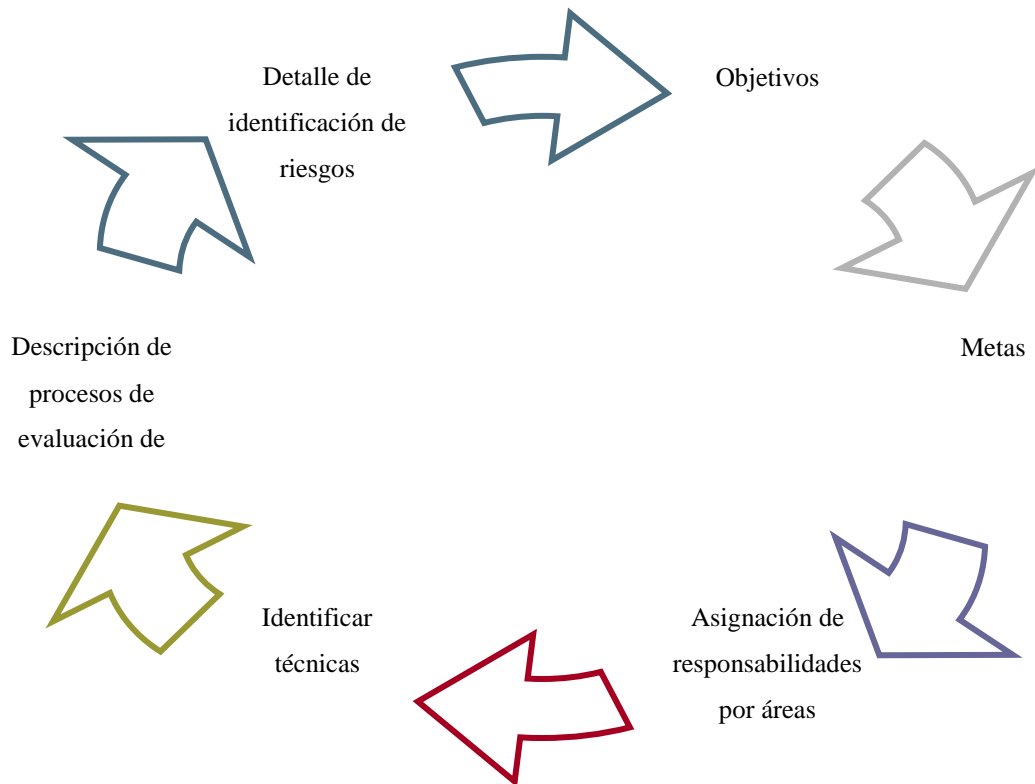 Detalle de
identificación de
riesgos
Objetivos
Metas
Asignación de
responsabilidades
por áreas
Identificar
técnicas
Descripción de
procesos de
evaluación de